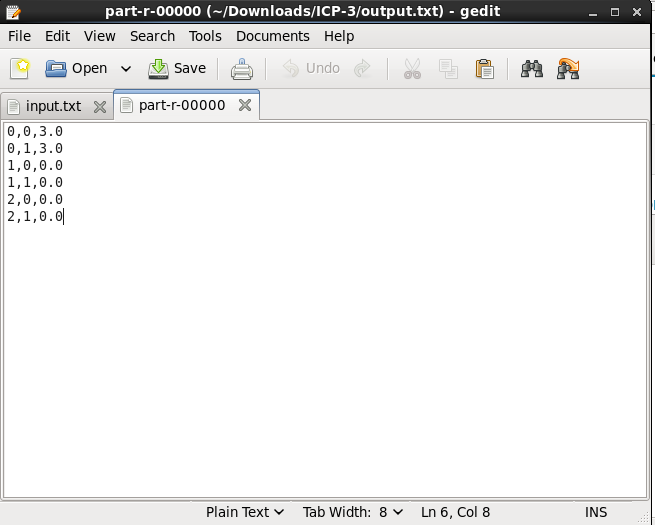 part-r-00000 (~/Downloads/ICP-3/output.txt) - gedit
File Edit View Search Tools Documents Help
Open Save Undo
input.txt part-r-00000
0,0,3.0
0,1,3.0
1,0,0.0
1,1,0.0
2,0,0.0
2,1,0.0
Plain Text Tab Width: 8 Ln 6, Col 8 INS